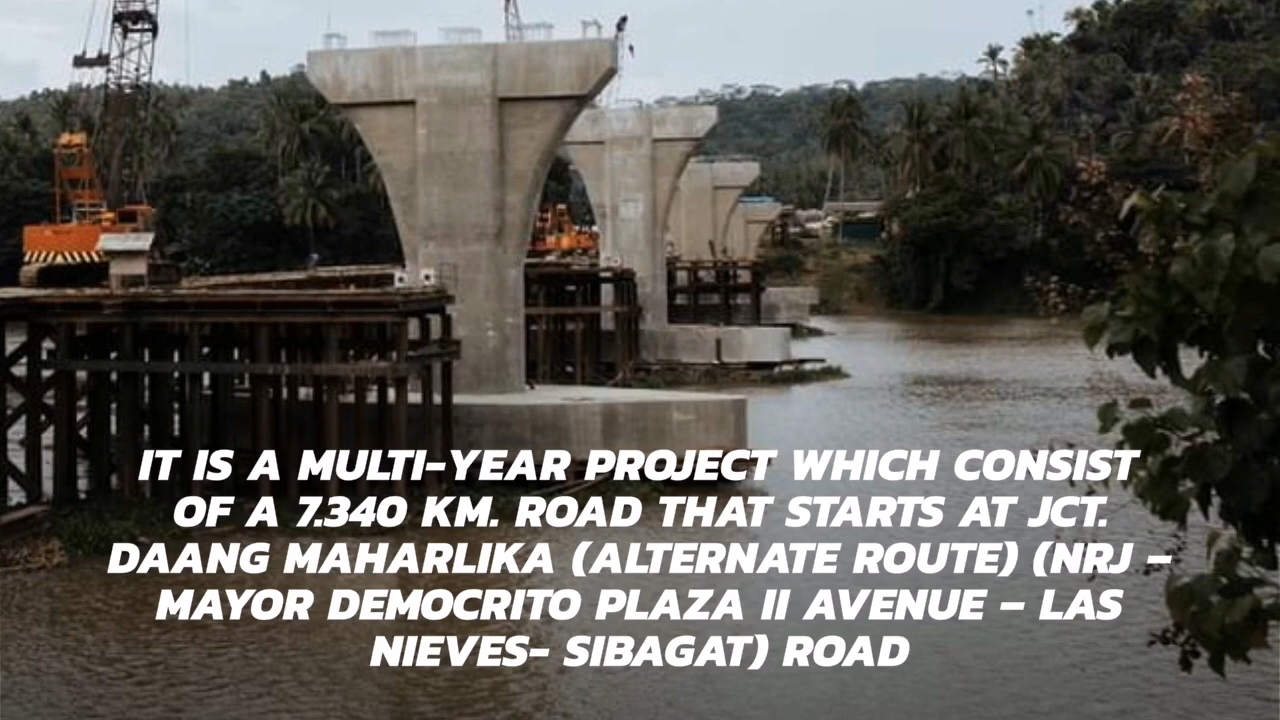 IT IS A MULTI-YEAR PROJECT WHICH CONSIST
OF A 7.340 KM. ROAD THAT STARTS AT JCT.
DAANG MAHARLIKA (ALTERNATE ROUTE) (NRJ –
MAYOR DEMOCRITO PLAZA II AVENUE – LAS
NIEVES- SIBAGAT) ROAD